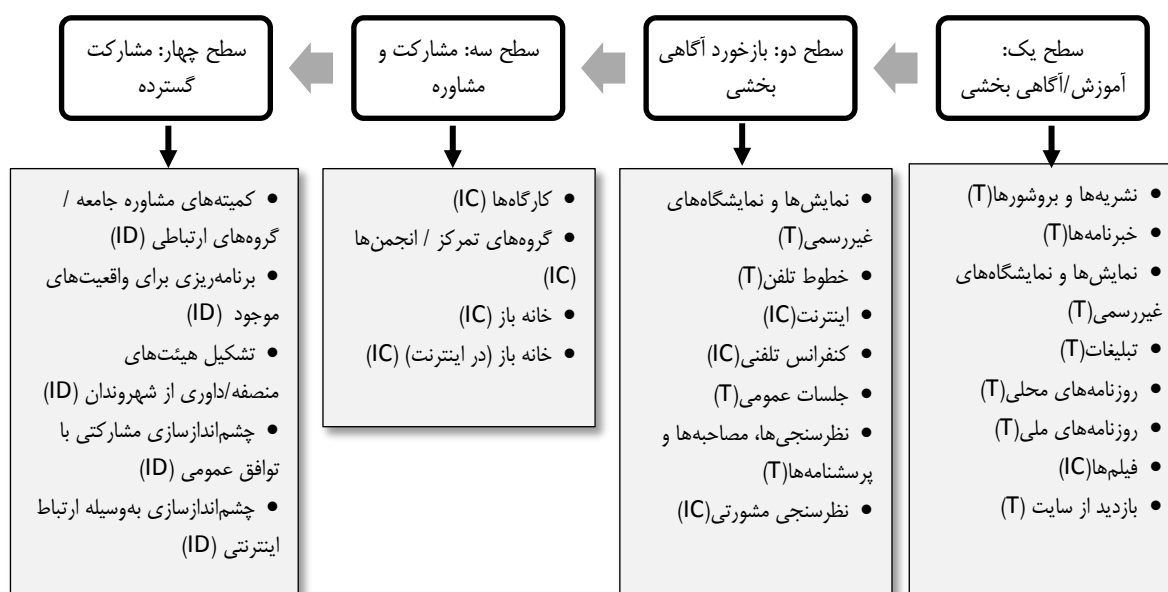 سطح یک:
آموزش/آگاهی بخشی
سطح دو: بازخورد آگاهی
بخشی
سطح سه: مشارکت و
مشاوره
سطح چهار: مشارکت
گسترده
• نشریه‌ها و بروشورها(T)
• خبرنامه‌ها(T)
• نمایش‌ها و نمایشگاه‌های
غیررسمی(T)
• تبلیغات(T)
• روزنامه‌های محلی(T)
• روزنامه‌های ملی(T)
• فیلم‌ها(IC)
• بازدید از سایت (T)
• نمایش‌ها و نمایشگاه‌های
غیررسمی(T)
• خطوط تلفن(T)
• اینترنت(IC)
• کنفرانس تلفنی(IC)
• جلسات عمومی(T)
• نظرسنجی‌ها، مصاحبه‌ها و
پرسشنامه‌ها(T)
• نظرسنجی مشورتی(IC)
• کارگاه‌ها (IC)
• گروه‌های تمرکز / انجمن‌ها
(IC)
• خانه باز (IC)
• خانه باز (در اینترنت) (IC)
• کمیته‌های مشاوره جامعه /
گروه‌های ارتباطی (ID)
• برنامه‌ریزی برای واقعیت‌های
موجود (ID)
• تشکیل هیئت‌های
منصفه/داوری از شهروندان (ID)
• چشم‌اندازسازی مشارکتی با
توافق عمومی (ID)
• چشم‌اندازسازی به‌وسیله ارتباط
اینترنتی (ID)